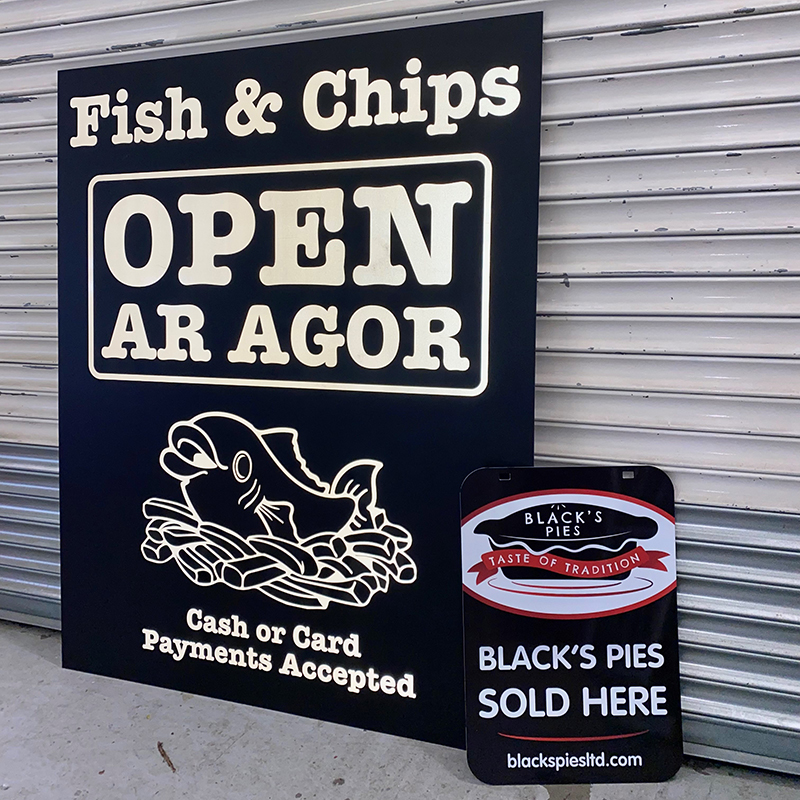 Fish & Chips
OPEN
AR AGOR
Cash or Card
Payments Accepted
BLACK'S
PIES
TASTE OF TRADITION
BLACK'S PIES
SOLD HERE
blackspiesltd.com